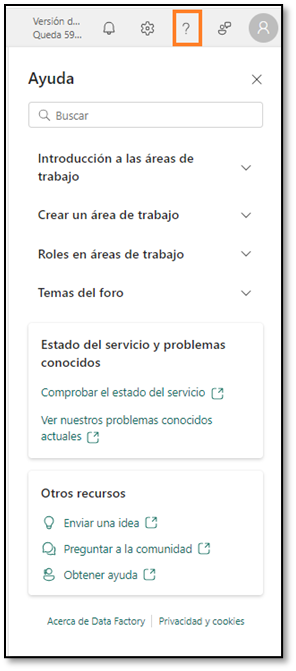 Versión d...
Queda 59...
?
Ayuda
Buscar
Introducción a las áreas de
trabajo
Crear un área de trabajo
Roles en áreas de trabajo
Temas del foro
Estado del servicio y problemas
conocidos
Comprobar el estado del servicio
Ver nuestros problemas conocidos
actuales
Otros recursos
Enviar una idea
Preguntar a la comunidad
Obtener ayuda
Acerca de Data Factory | Privacidad y cookies